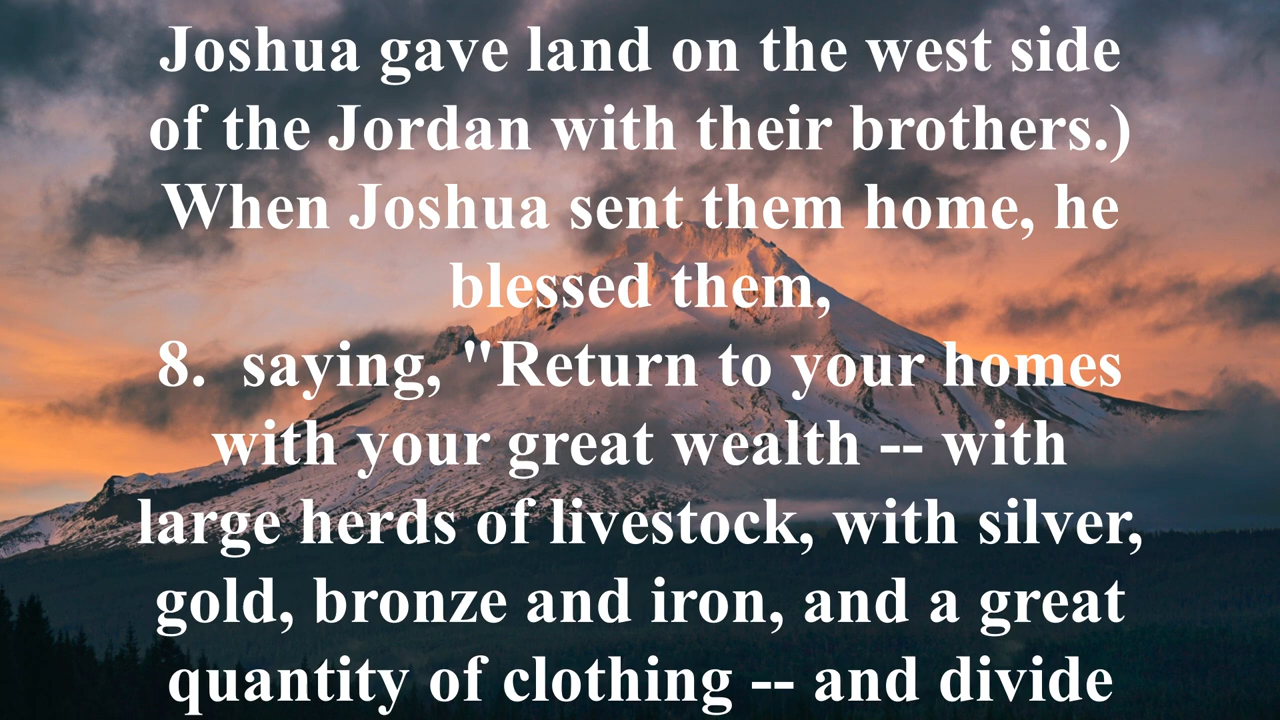 Joshua gave land on the west side
of the Jordan with their brothers.)
When Joshua sent them home, he
blessed them,
8.  saying, "Return to your homes
with your great wealth -- with
large herds of livestock, with silver,
gold, bronze and iron, and a great
quantity of clothing -- and divide